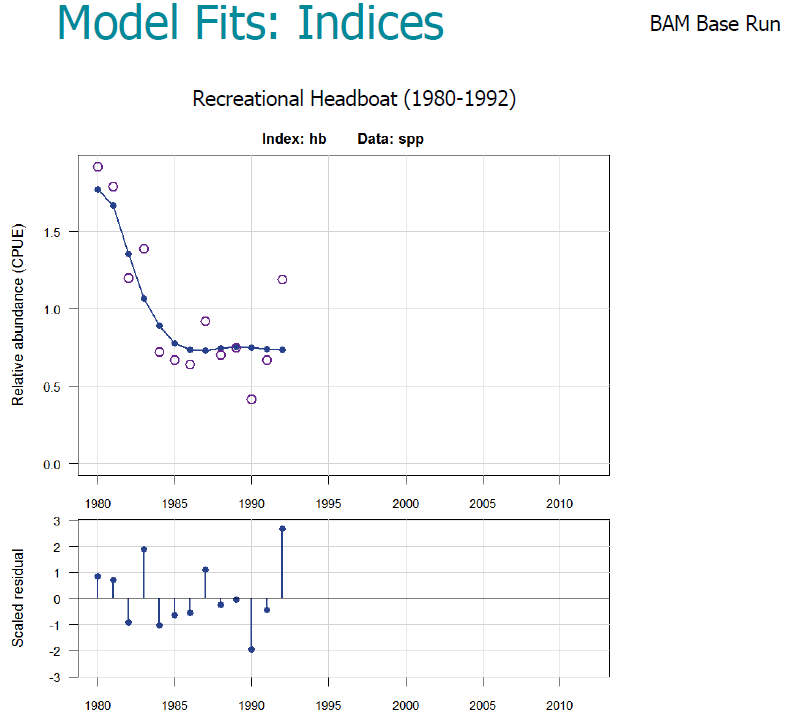 Model Fits: Indices
BAM Base Run
Recreational Headboat (1980-1992)
Index: hb Data: spp
Relative abundance (CPUE)
1.5
1.0
0.5
0.0
1980 1985 1990 1995 2000 2005 2010
Scaled residual
3
2
1
0
-1
-2
-3
1980 1985 1990 1995 2000 2005 2010